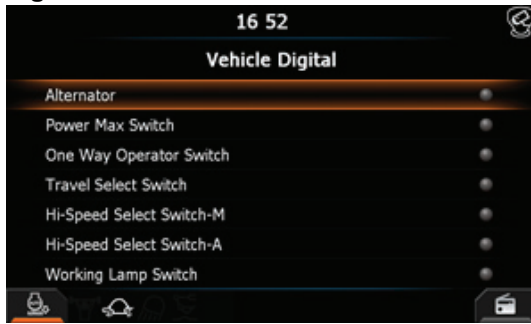 16 52
Vehicle Digital
Alternator
Power Max Switch
One Way Operator Switch
Travel Select Switch
Hi-Speed Select Switch-M
Hi-Speed Select Switch-A
Working Lamp Switch